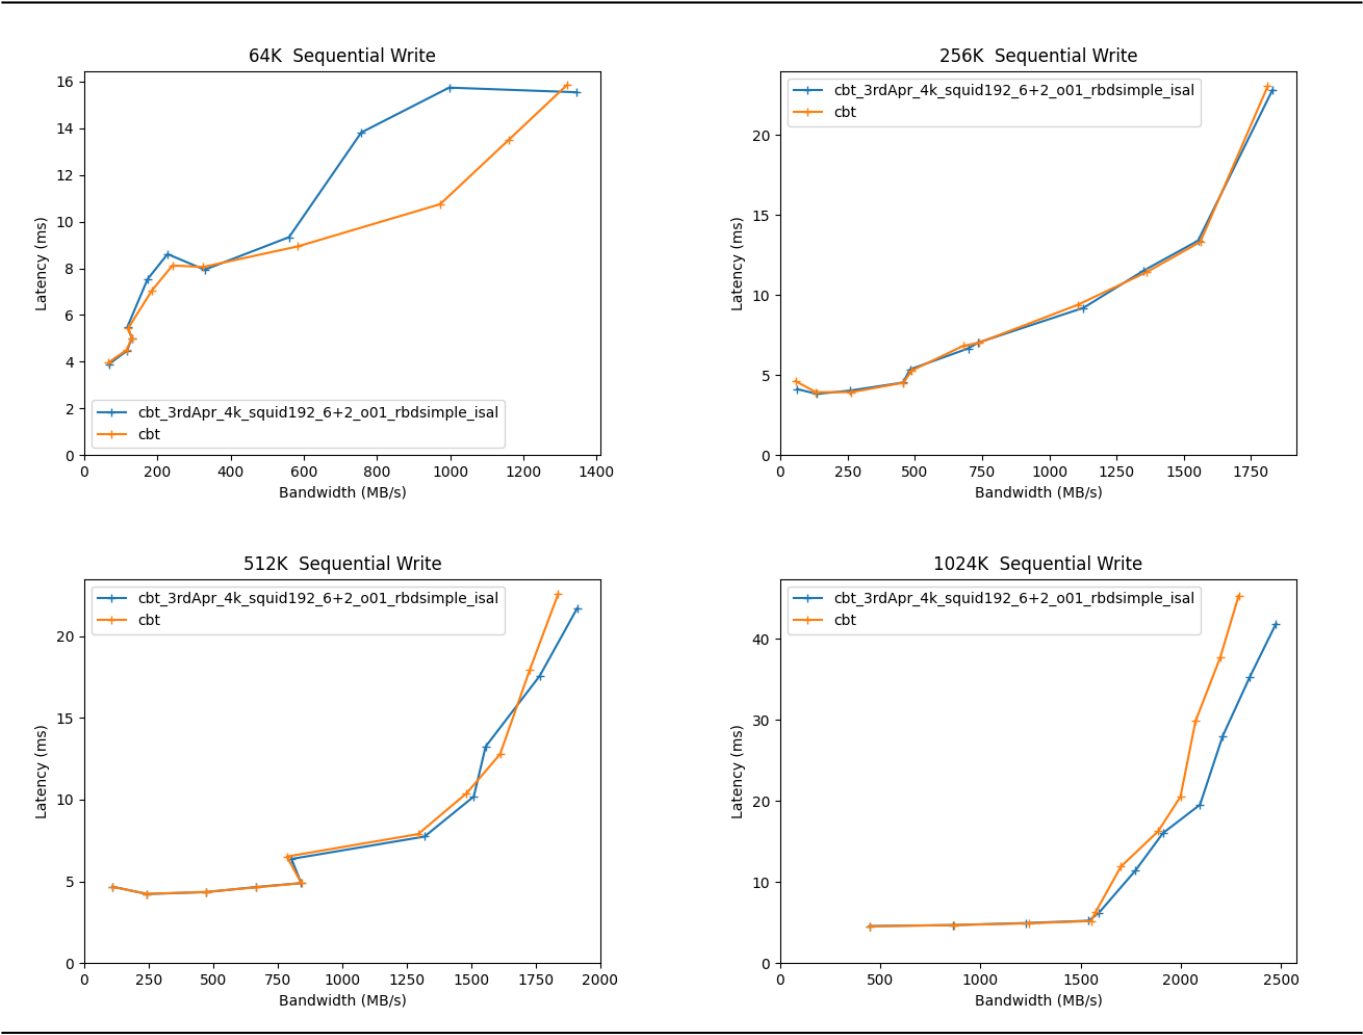 64K  Sequential Write
16
14
12
10
8
6
4
2
0
Latency (ms)
cbt_3rdApr_4k_squid192_6+2_o01_rbdsimple_isal
cbt
0 200 400 600 800 1000 1200 1400
Bandwidth (MB/s)
256K  Sequential Write
cbt_3rdApr_4k_squid192_6+2_o01_rbdsimple_isal
cbt
20
15
10
5
0
Latency (ms)
0 250 500 750 1000 1250 1500 1750
Bandwidth (MB/s)
512K  Sequential Write
cbt_3rdApr_4k_squid192_6+2_o01_rbdsimple_isal
cbt
20
15
10
5
0
Latency (ms)
0 250 500 750 1000 1250 1500 1750 2000
Bandwidth (MB/s)
1024K  Sequential Write
cbt_3rdApr_4k_squid192_6+2_o01_rbdsimple_isal
cbt
40
30
20
10
0
Latency (ms)
0 500 1000 1500 2000 2500
Bandwidth (MB/s)